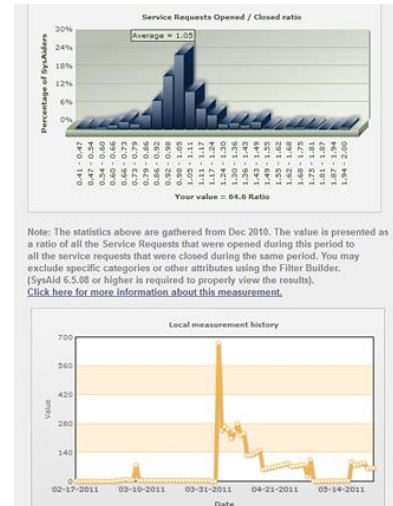 Service Requests Opened / Closed ratio
Average = 1.05
Percentage of SysAiders
30%
24%
18%
12%
6%
0%
0.41 - 0.47
0.47 - 0.54
0.54 - 0.60
0.60 - 0.66
0.66 - 0.73
0.73 - 0.79
0.79 - 0.86
0.86 - 0.92
0.92 - 0.98
0.98 - 1.05
1.05 - 1.11
1.11 - 1.17
1.17 - 1.24
1.24 - 1.30
1.30 - 1.36
1.36 - 1.43
1.43 - 1.49
1.49 - 1.55
1.55 - 1.62
1.62 - 1.68
1.68 - 1.75
1.75 - 1.81
1.81 - 1.87
1.87 - 1.94
1.94 - 2.00
Your value = 64.6 Ratio
Note: The statistics above are gathered from Dec 2010. The value is presented as
a ratio of all the Service Requests that were opened during this period to
all the service requests that were closed during the same period. You may
exclude specific categories or other attributes using the Filter Builder.
(SysAid 6.5.08 or higher is required to properly view the results).
Click here for more information about this measurement.
Local measurement history
Value
700
560
420
280
140
0
02-17-2011
03-10-2011
03-31-2011
04-21-2011
05-14-2011
Date